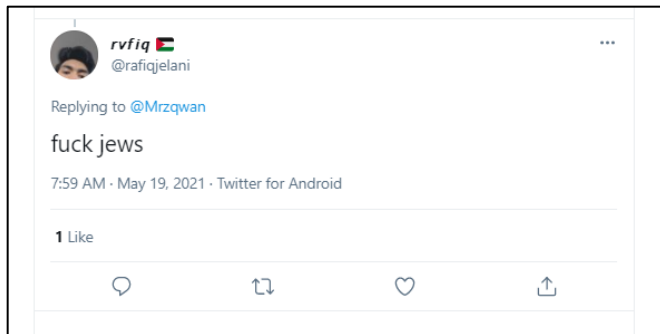 rvfiq 🇵🇸
@rafiqjelani
Replying to @Mrzqwan
fuck jews
7:59 AM · May 19, 2021 · Twitter for Android
1 Like